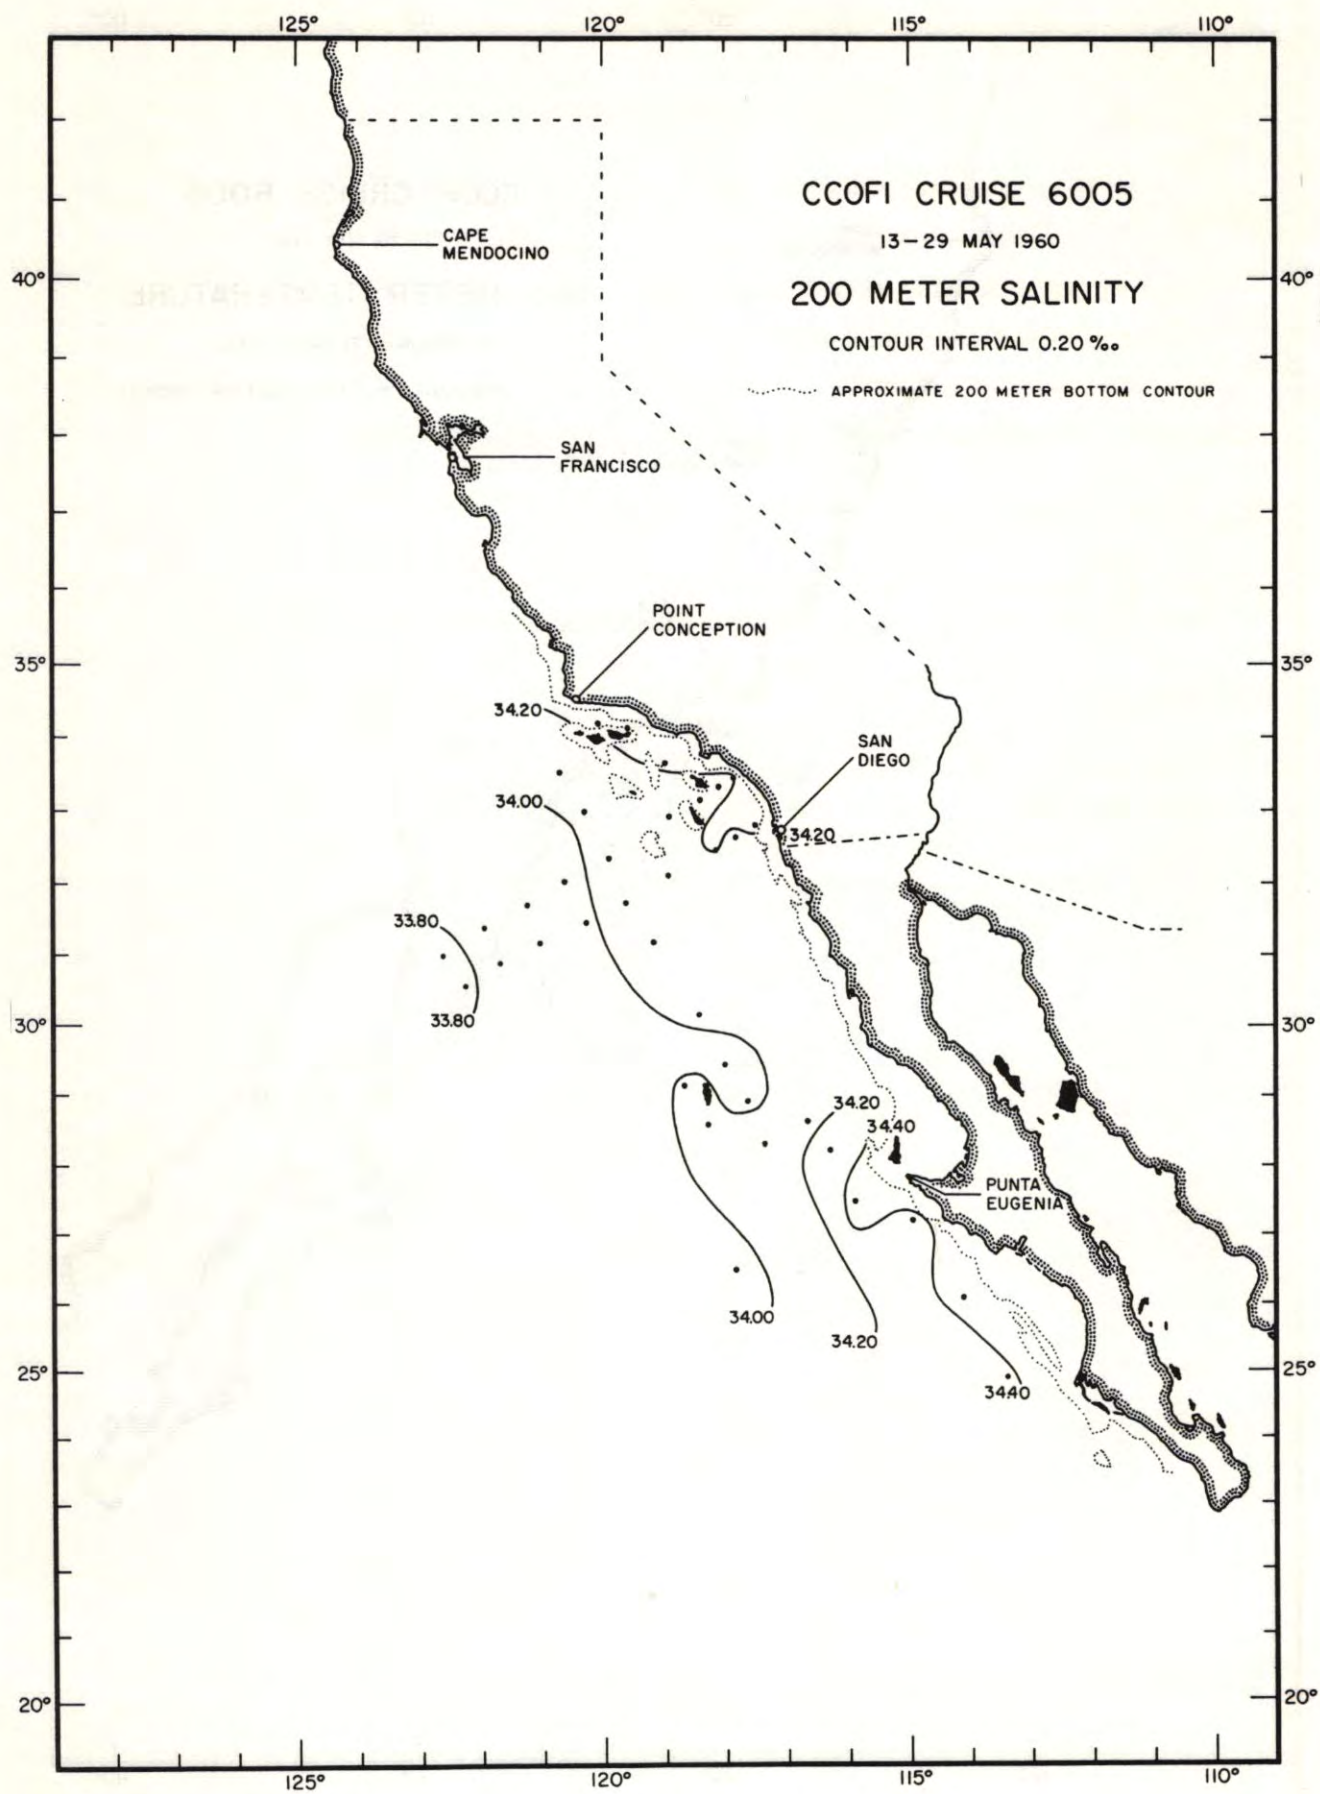 125° 120° 115° 110°
CCOFI CRUISE 6005
13-29 MAY 1960
CAPE
MENDOCINO
40° 40°
200 METER SALINITY
CONTOUR INTERVAL 0.20 ‰
APPROXIMATE 200 METER BOTTOM CONTOUR
SAN
FRANCISCO
POINT
CONCEPTION
35° 35°
34.20
SAN
DIEGO
34.00
34.20
33.80
33.80
30° 30°
34.20
34.40
PUNTA
EUGENIA
34.00
34.20
25° 25°
34.40
20° 20°
125° 120° 115° 110°